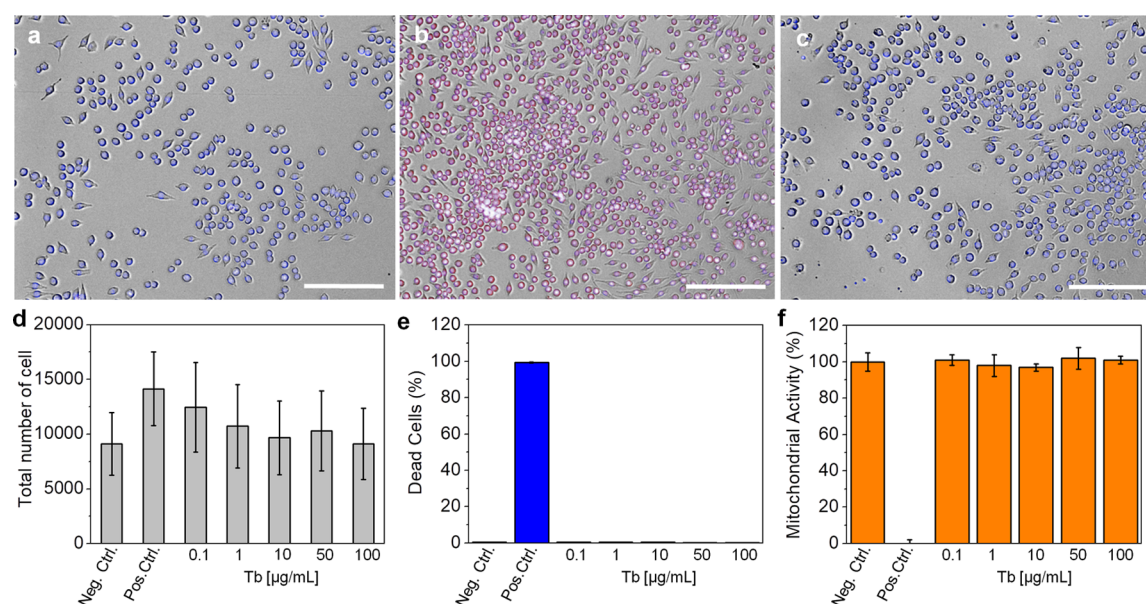 a
b
c
d
20000
15000
10000
5000
0
Total number of cell
Neg. Ctrl.
Pos.Ctrl.
0.1
1
10
50
100
Tb [µg/mL]
e
120
100
80
60
40
20
0
Dead Cells (%)
Neg. Ctrl.
Pos.Ctrl.
0.1
1
10
50
100
Tb [µg/mL]
f
120
100
80
60
40
20
0
Mitochondrial Activity (%)
Neg. Ctrl.
Pos.Ctrl.
0.1
1
10
50
100
Tb [µg/mL]